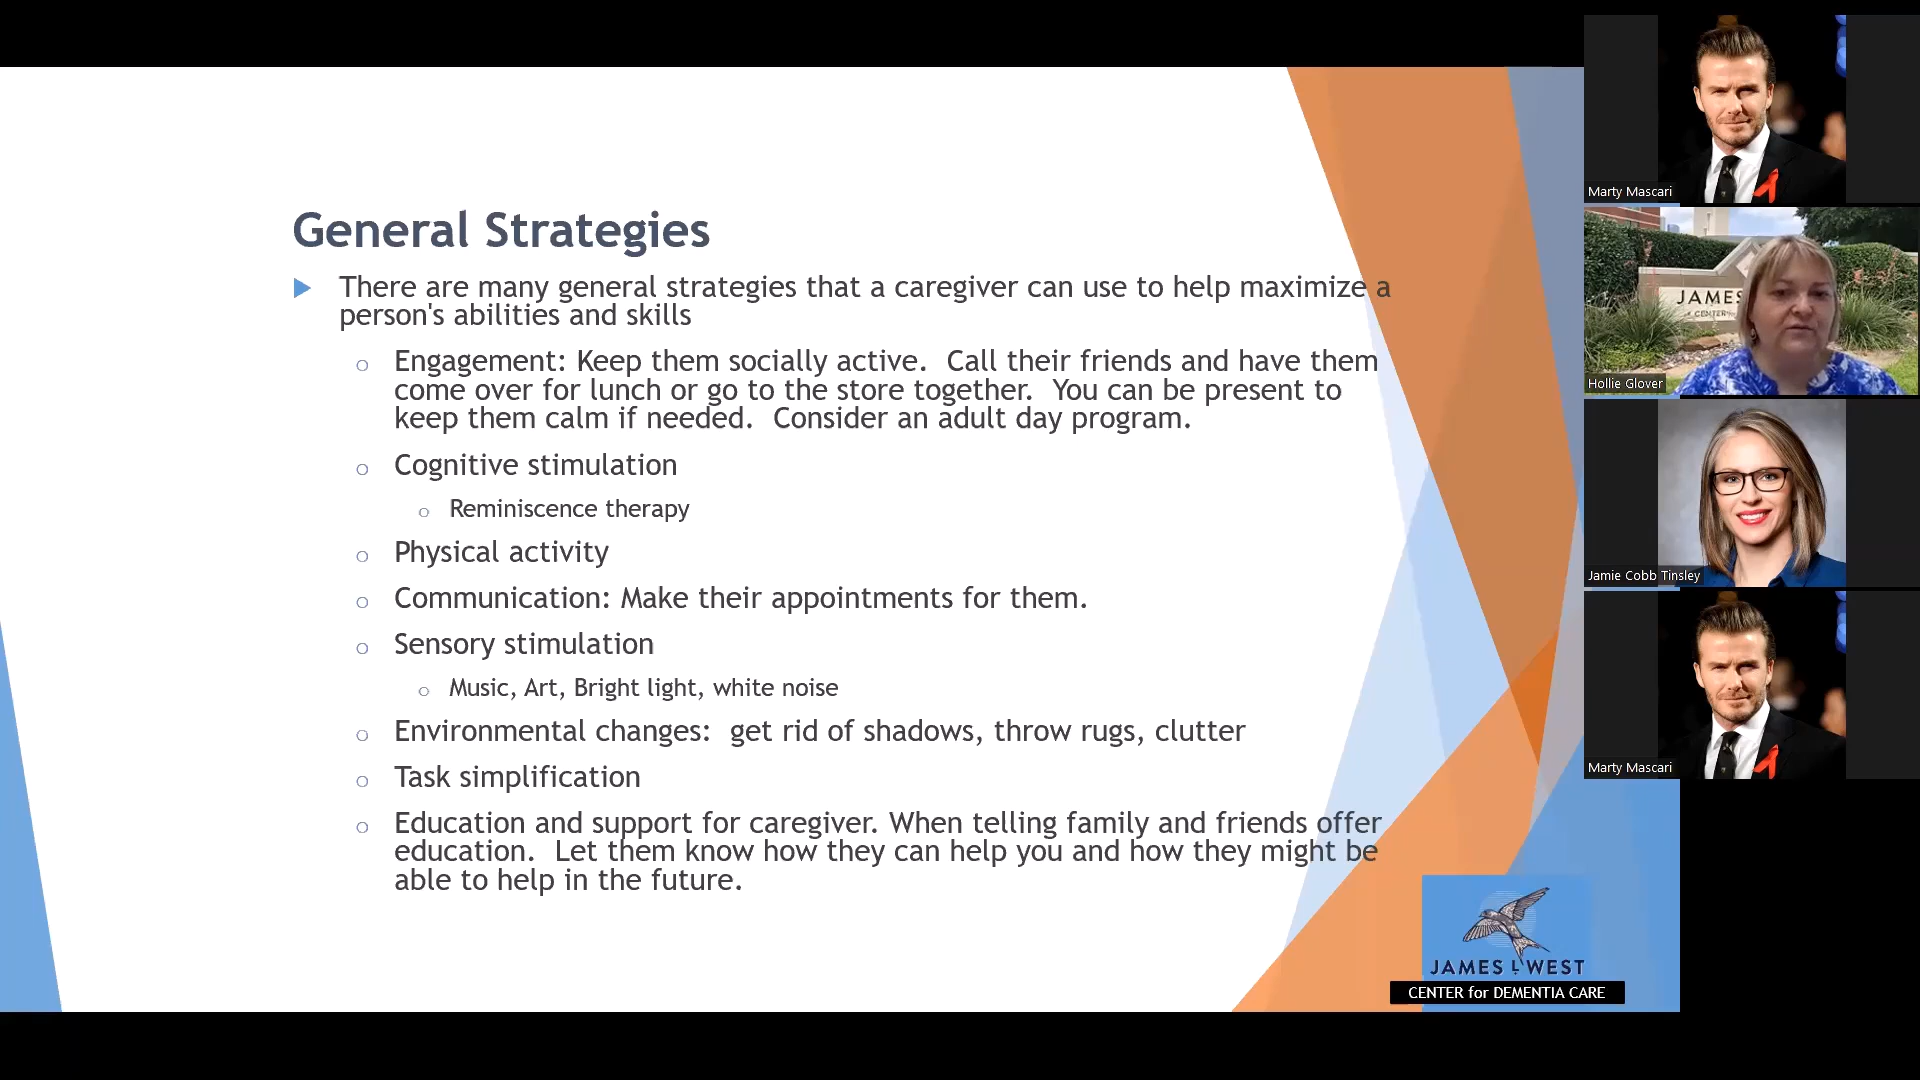 General Strategies
There are many general strategies that a caregiver can use to help maximize a
person's abilities and skills
Engagement: Keep them socially active.  Call their friends and have them
come over for lunch or go to the store together.  You can be present to
keep them calm if needed.  Consider an adult day program.
Cognitive stimulation
Reminiscence therapy
Physical activity
Communication: Make their appointments for them.
Sensory stimulation
Music, Art, Bright light, white noise
Environmental changes:  get rid of shadows, throw rugs, clutter
Task simplification
Education and support for caregiver. When telling family and friends offer
education.  Let them know how they can help you and how they might be
able to help in the future.
JAMES L WEST
CENTER for DEMENTIA CARE
Marty Mascari
JAMES
CENTER
Hollie Glover
Jamie Cobb Tinsley
Marty Mascari